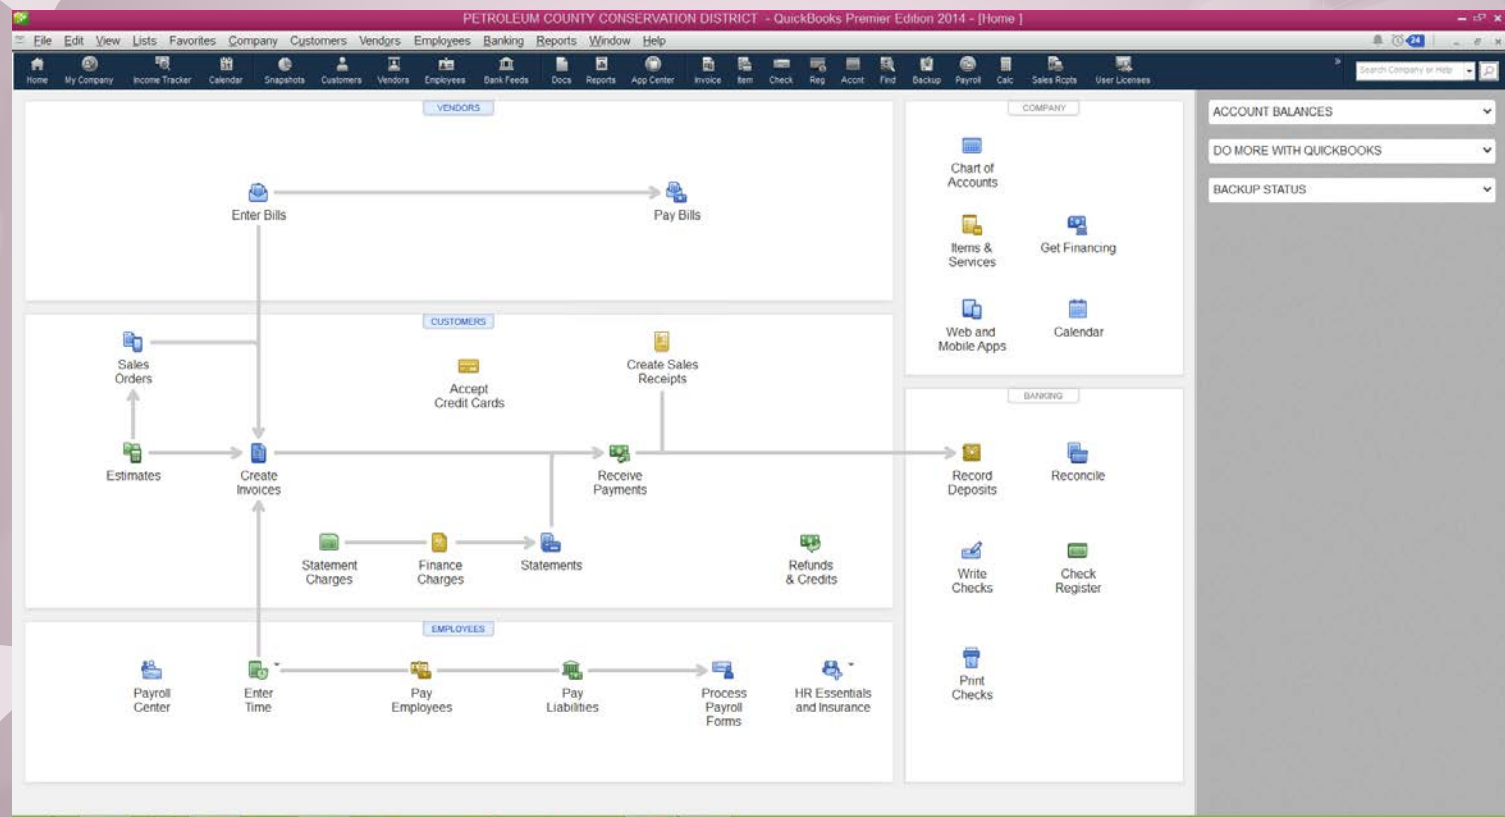 PETROLEUM COUNTY CONSERVATION DISTRICT - QuickBooks Premier Edition 2014 - [Home ]
File Edit View Lists Favorites Company Customers Vendors Employees Banking Reports Window Help
24
Home My Company Income Tracker Calendar Snapshots Customers Vendors Employees Bank Feeds Docs Reports App Center Invoice Item Check Reg Accnt Find Backup Payroll Calc Sales Rcpts User Licenses
» Search Company or Help
VENDORS
Enter Bills
Pay Bills
CUSTOMERS
Sales
Orders
Accept
Credit Cards
Create Sales
Receipts
Estimates
Create
Invoices
Receive
Payments
Statement
Charges
Finance
Charges
Statements
Refunds
& Credits
EMPLOYEES
Payroll
Center
Enter
Time
Pay
Employees
Pay
Liabilities
Process
Payroll
Forms
HR Essentials
and Insurance
COMPANY
Chart of
Accounts
Items &
Services
Get Financing
Web and
Mobile Apps
Calendar
BANKING
Record
Deposits
Reconcile
Write
Checks
Check
Register
Print
Checks
ACCOUNT BALANCES
DO MORE WITH QUICKBOOKS
BACKUP STATUS